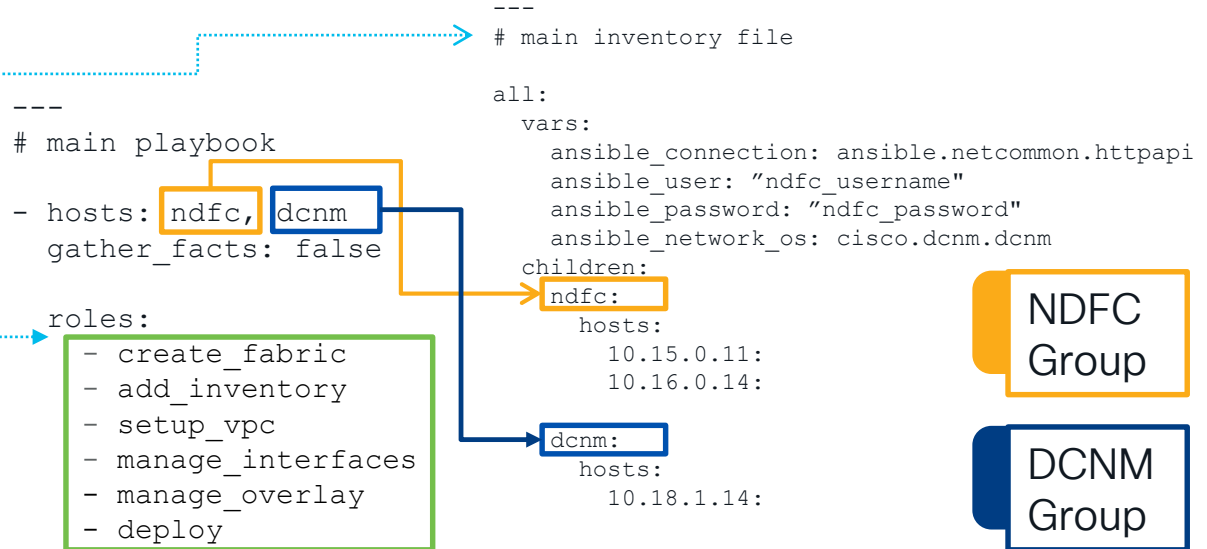 ---
# main playbook
- hosts: ndfc, dcnm
  gather_facts: false
  roles:
    - create_fabric
    - add_inventory
    - setup_vpc
    - manage_interfaces
    - manage_overlay
    - deploy
---
# main inventory file
all:
  vars:
    ansible_connection: ansible.netcommon.httpapi
    ansible_user: ”ndfc_username"
    ansible_password: ”ndfc_password"
    ansible_network_os: cisco.dcnm.dcnm
  children:
    ndfc:
      hosts:
        10.15.0.11:
        10.16.0.14:
    dcnm:
      hosts:
        10.18.1.14:
NDFC
Group
DCNM
Group